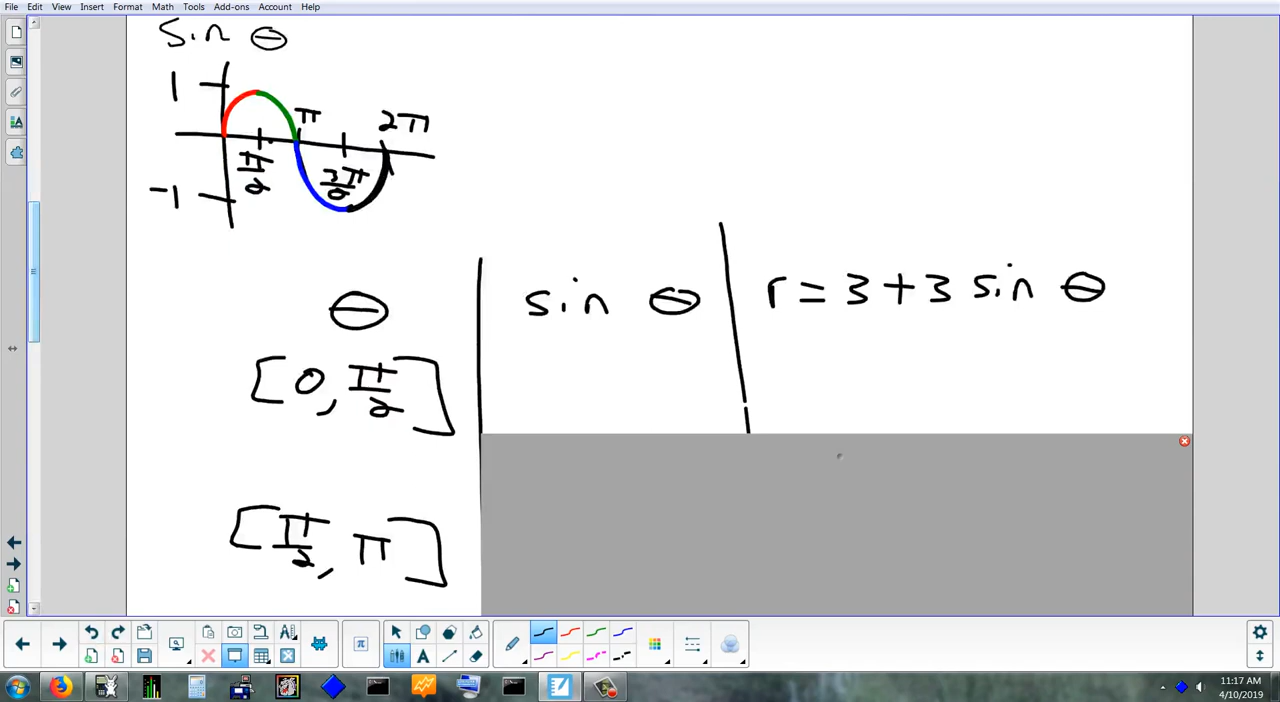 File Edit View Insert Format Math Tools Add-ons Account Help
sin θ
1
π
2π
π/2
3π/2
-1
θ
sin θ
r = 3 + 3 sin θ
[0, π/2]
[π/2, π]
π
A
11:17 AM
4/10/2019